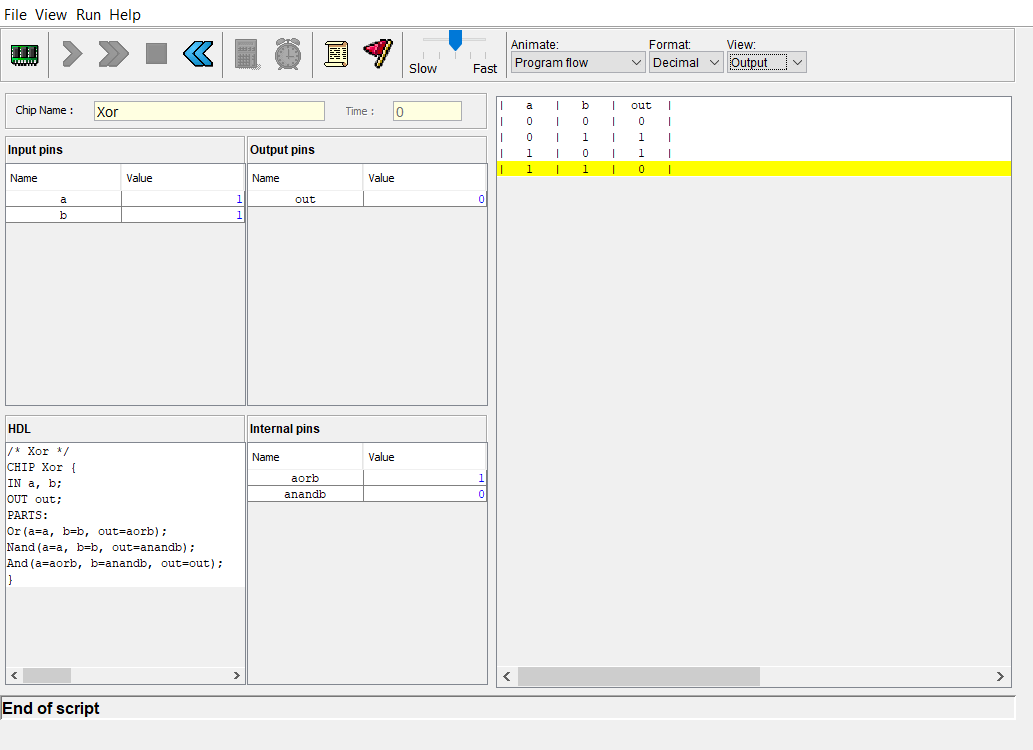 File View Run Help
Slow Fast
Animate: Format: View:
Program flow Decimal Output
Chip Name : Xor Time : 0
Input pins
Name Value
a 1
b 1
Output pins
Name Value
out 0
HDL
/* Xor */
CHIP Xor {
IN a, b;
OUT out;
PARTS:
Or(a=a, b=b, out=aorb);
Nand(a=a, b=b, out=anandb);
And(a=aorb, b=anandb, out=out);
}
Internal pins
Name Value
aorb 1
anandb 0
| a | b | out |
| 0 | 0 | 0 |
| 0 | 1 | 1 |
| 1 | 0 | 1 |
| 1 | 1 | 0 |
End of script